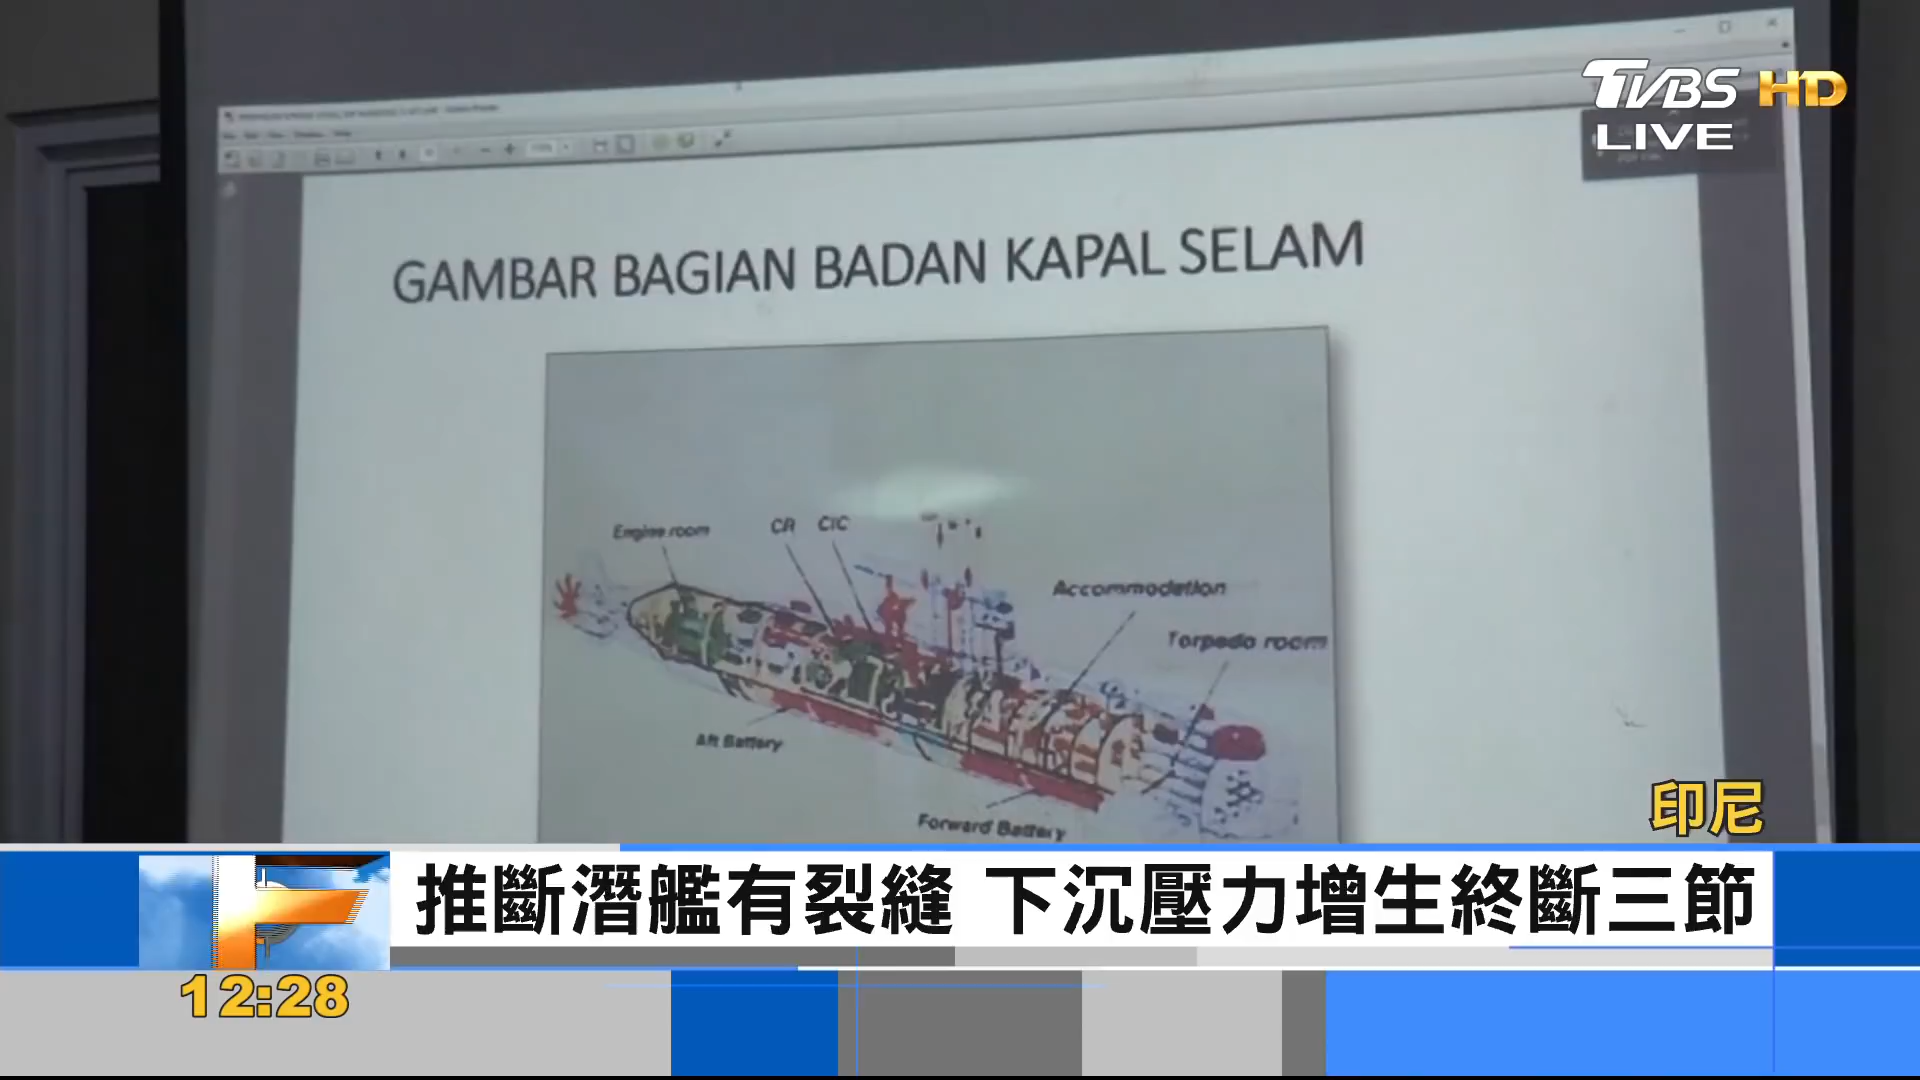 TVBS HD
LIVE
GAMBAR BAGIAN BADAN KAPAL SELAM
Engine room
CR
CIC
Accommodation
Torpedo room
Aft Battery
Forward Battery
印尼
推斷潛艦有裂縫 下沉壓力增生終斷三節
12:28